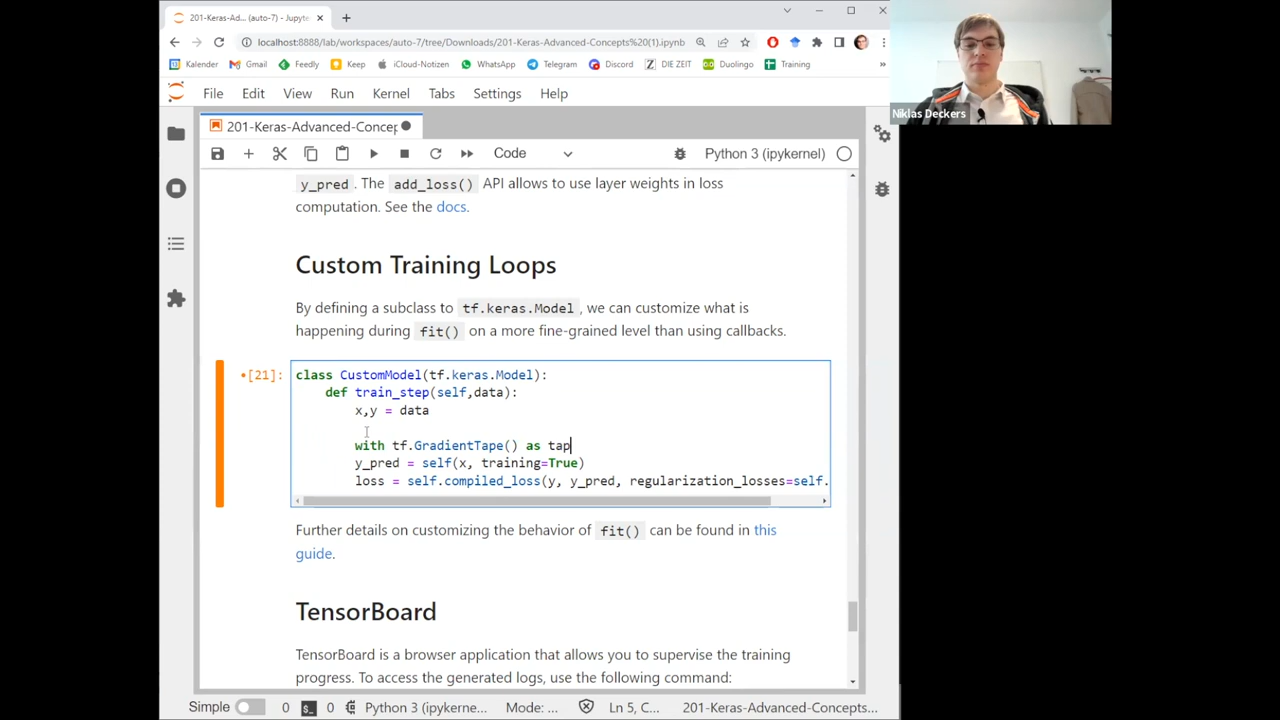 201-Keras-Ad... (auto-7) - Jupyter
localhost:8888/lab/workspaces/auto-7/tree/Downloads/201-Keras-Advanced-Concepts%20(1).ipynb
Kalender Gmail Feedly Keep iCloud-Notizen WhatsApp Telegram Discord DIE ZEIT Duolingo Training »
Niklas Deckers
File Edit View Run Kernel Tabs Settings Help
201-Keras-Advanced-Concep
Code Python 3 (ipykernel)
y_pred . The add_loss() API allows to use layer weights in loss
computation. See the docs.
Custom Training Loops
By defining a subclass to tf.keras.Model , we can customize what is
happening during fit() on a more fine-grained level than using callbacks.
[21]: class CustomModel(tf.keras.Model):
def train_step(self,data):
x,y = data
with tf.GradientTape() as tap
y_pred = self(x, training=True)
loss = self.compiled_loss(y, y_pred, regularization_losses=self.
Further details on customizing the behavior of fit() can be found in this
guide.
TensorBoard
TensorBoard is a browser application that allows you to supervise the training
progress. To access the generated logs, use the following command:
Simple 0 0 Python 3 (ipykerne... Mode: ... Ln 5, C... 201-Keras-Advanced-Concepts...